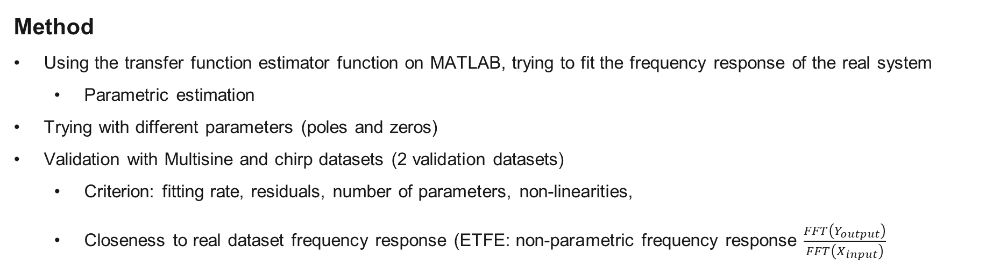 Method
• Using the transfer function estimator function on MATLAB, trying to fit the frequency response of the real system
• Parametric estimation
• Trying with different parameters (poles and zeros)
• Validation with Multisine and chirp datasets (2 validation datasets)
• Criterion: fitting rate, residuals, number of parameters, non-linearities,
• Closeness to real dataset frequency response (ETFE: non-parametric frequency response \frac{FFT(Y_{output})}{FFT(X_{input})}